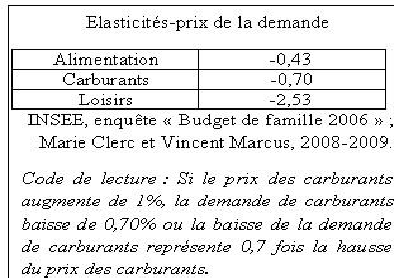 Elasticités-prix de la demande
Alimentation -0,43
Carburants -0,70
Loisirs -2,53
INSEE, enquête « Budget de famille 2006 » ;
Marie Clerc et Vincent Marcus, 2008-2009.
Code de lecture : Si le prix des carburants
augmente de 1%, la demande de carburants
baisse de 0,70% ou la baisse de la demande
de carburants représente 0,7 fois la hausse
du prix des carburants.